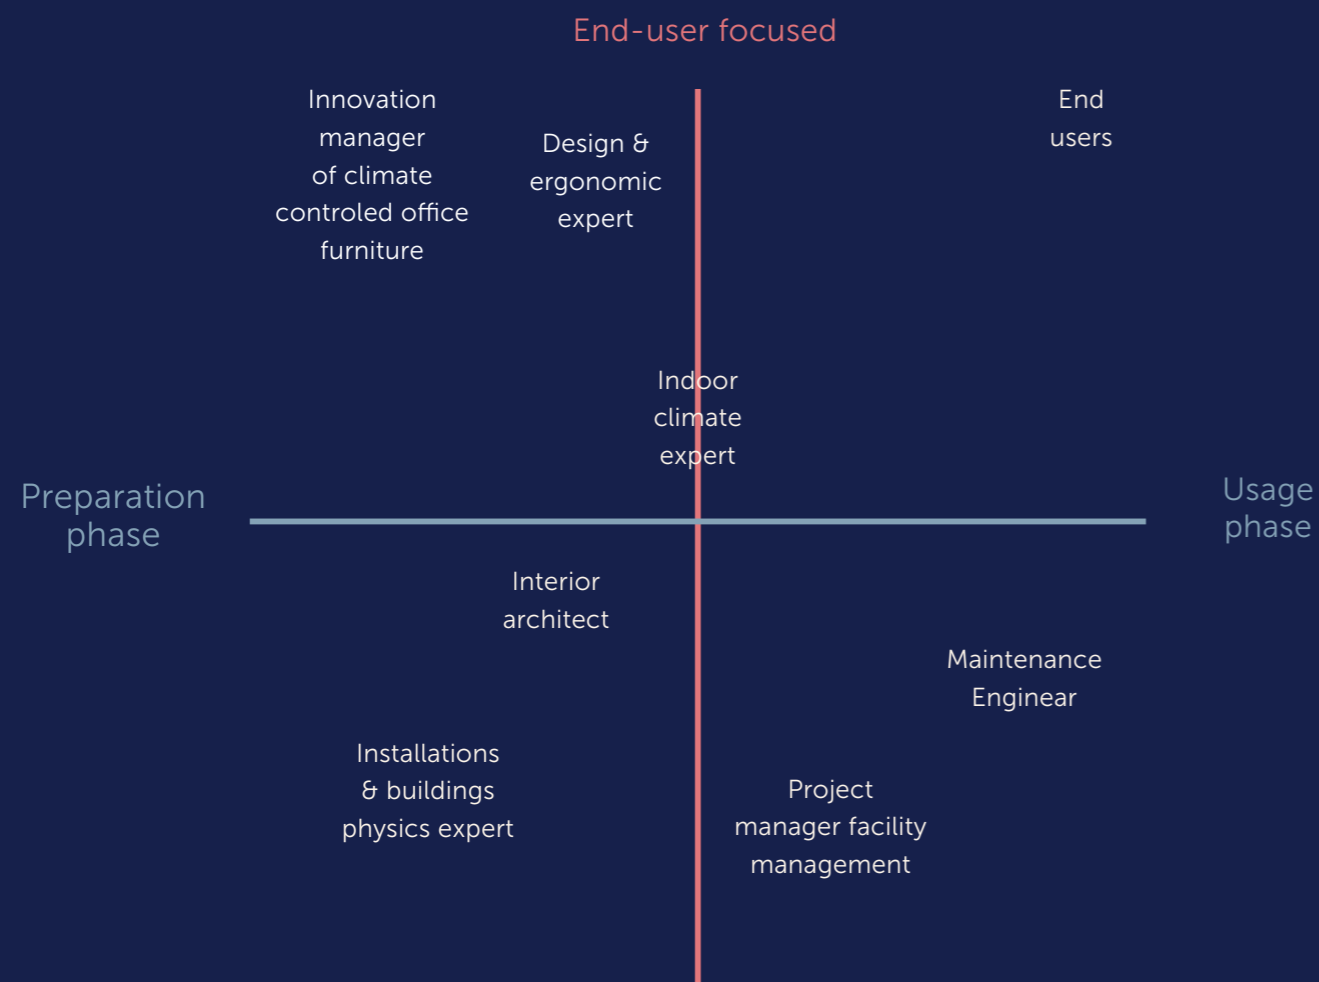 End-user focused
Innovation
manager
of climate
controled office
furniture
Design &
ergonomic
expert
End
users
Indoor
climate
expert
Preparation
phase
Usage
phase
Interior
architect
Maintenance
Enginear
Installations
& buildings
physics expert
Project
manager facility
management